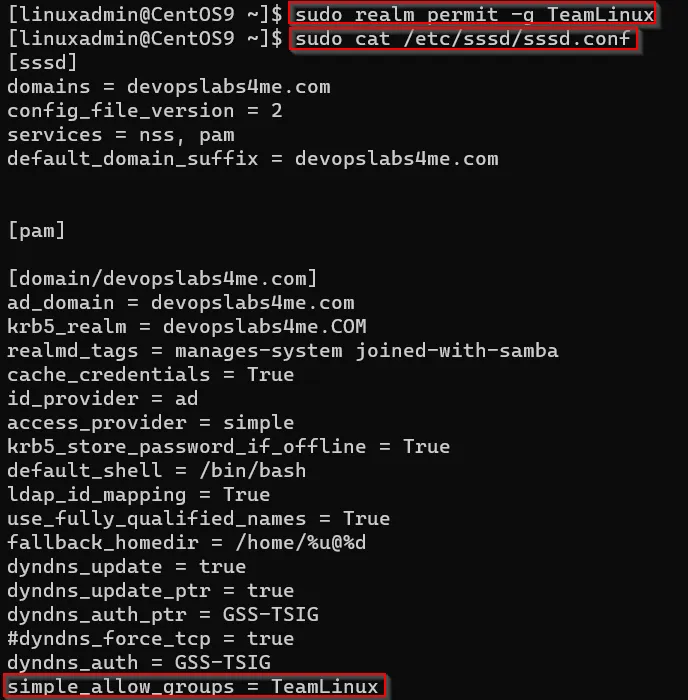 [linuxadmin@CentOS9 ~]$ sudo realm permit -g TeamLinux
[linuxadmin@CentOS9 ~]$ sudo cat /etc/sssd/sssd.conf
[sssd]
domains = devopslabs4me.com
config_file_version = 2
services = nss, pam
default_domain_suffix = devopslabs4me.com
[pam]
[domain/devopslabs4me.com]
ad_domain = devopslabs4me.com
krb5_realm = devopslabs4me.COM
realmd_tags = manages-system joined-with-samba
cache_credentials = True
id_provider = ad
access_provider = simple
krb5_store_password_if_offline = True
default_shell = /bin/bash
ldap_id_mapping = True
use_fully_qualified_names = True
fallback_homedir = /home/%u@%d
dyndns_update = true
dyndns_update_ptr = true
dyndns_auth_ptr = GSS-TSIG
#dyndns_force_tcp = true
dyndns_auth = GSS-TSIG
simple_allow_groups = TeamLinux